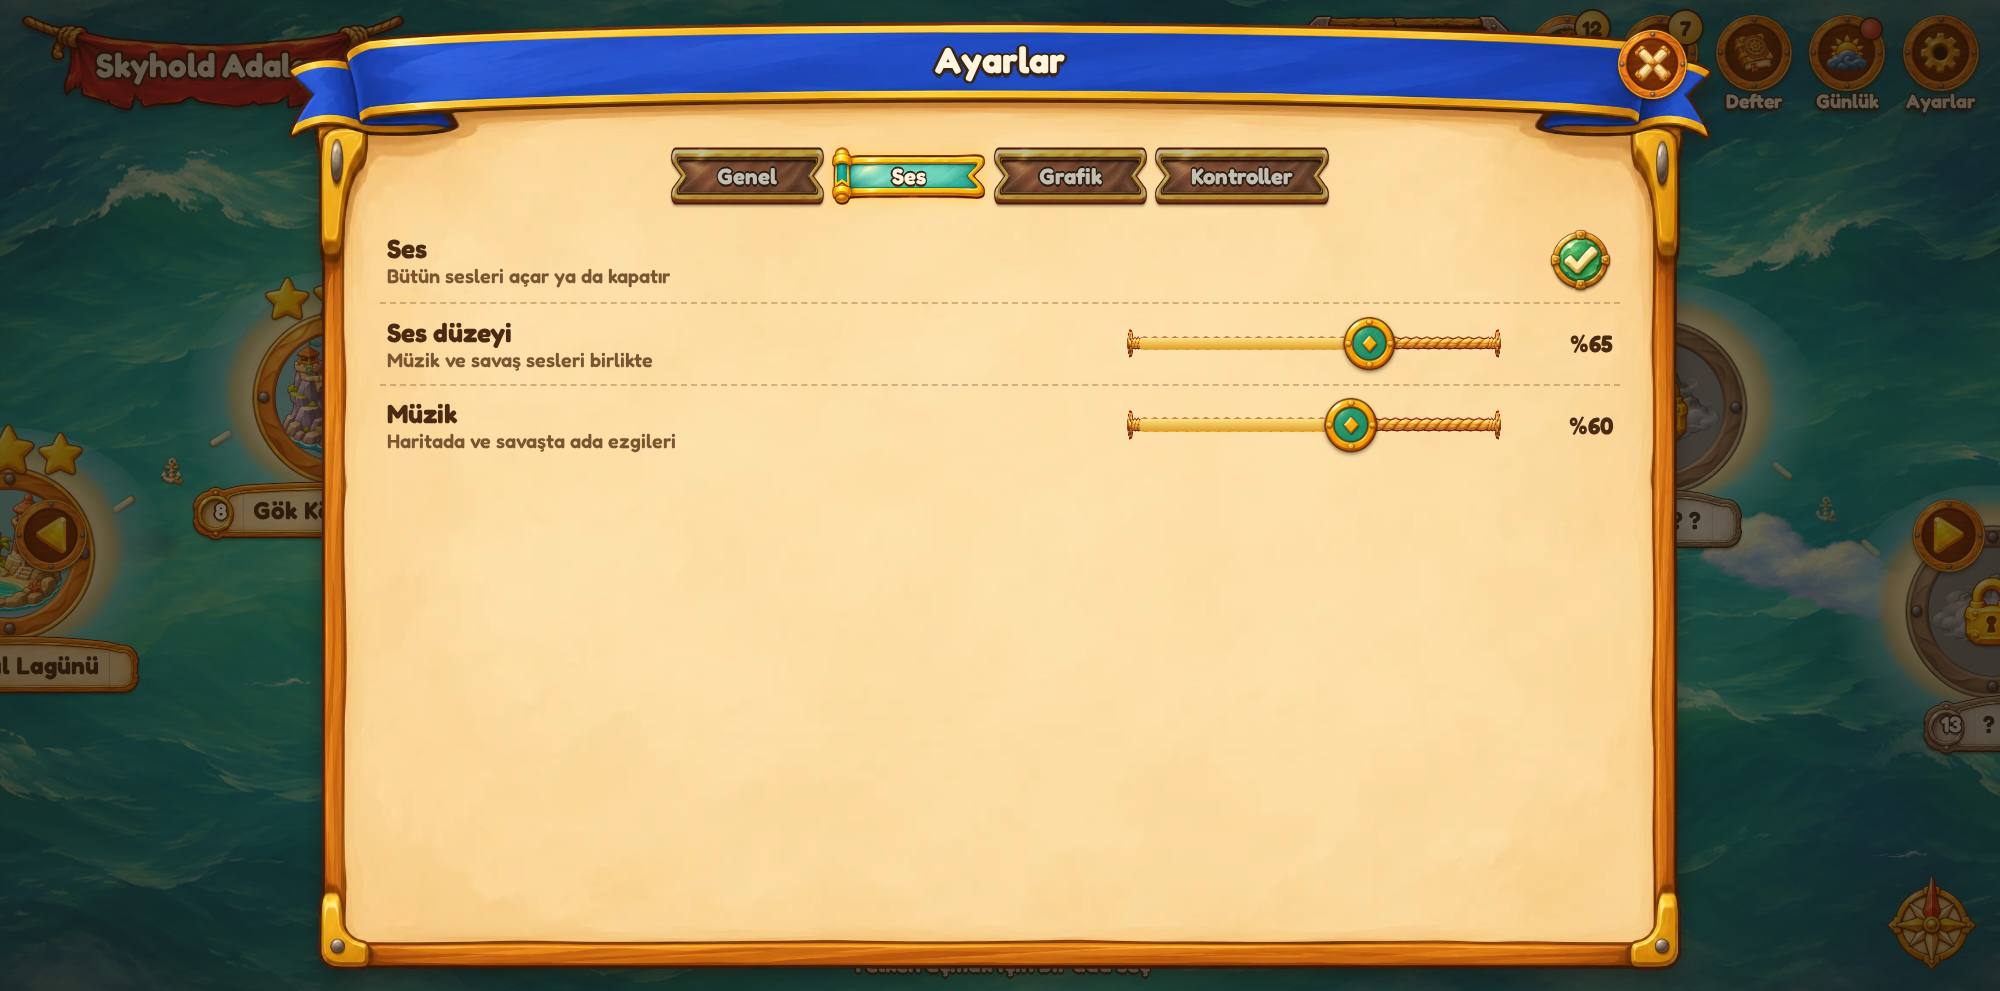 Skyhold Adal
Ayarlar
12
7
Defter
Günlük
Ayarlar
Genel
Ses
Grafik
Kontroller
Ses
Bütün sesleri açar ya da kapatır
Ses düzeyi
Müzik ve savaş sesleri birlikte
%65
Müzik
Haritada ve savaşta ada ezgileri
%60
8
Gök K
? ?
l Lagünü
13
?